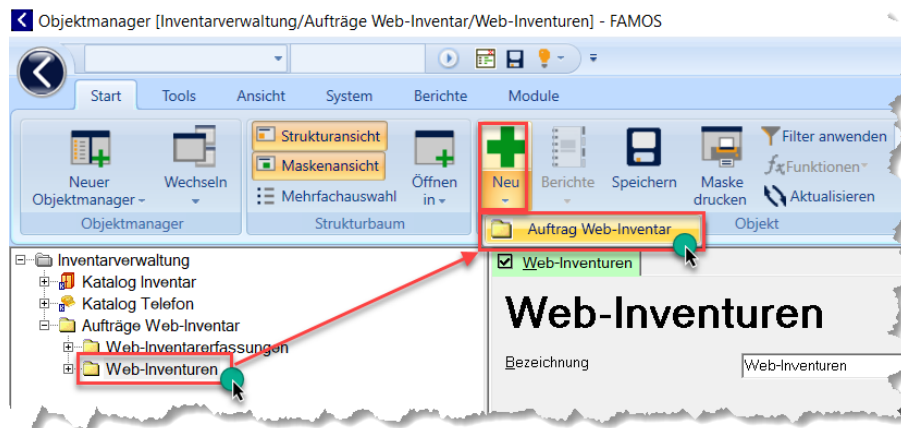 Objektmanager [Inventarverwaltung/Aufträge Web-Inventar/Web-Inventuren] - FAMOS
Start Tools Ansicht System Berichte Module
Neuer Objektmanager
Wechseln
Strukturansicht
Maskenansicht
Mehrfachauswahl
Öffnen in
Neu
Berichte
Speichern
Maske drucken
Filter anwenden
Funktionen
Aktualisieren
Objektmanager Strukturbaum Objekt
Auftrag Web-Inventar
Inventarverwaltung
Katalog Inventar
Katalog Telefon
Aufträge Web-Inventar
Web-Inventarerfassungen
Web-Inventuren
Web-Inventuren
Web-Inventuren
Bezeichnung Web-Inventuren